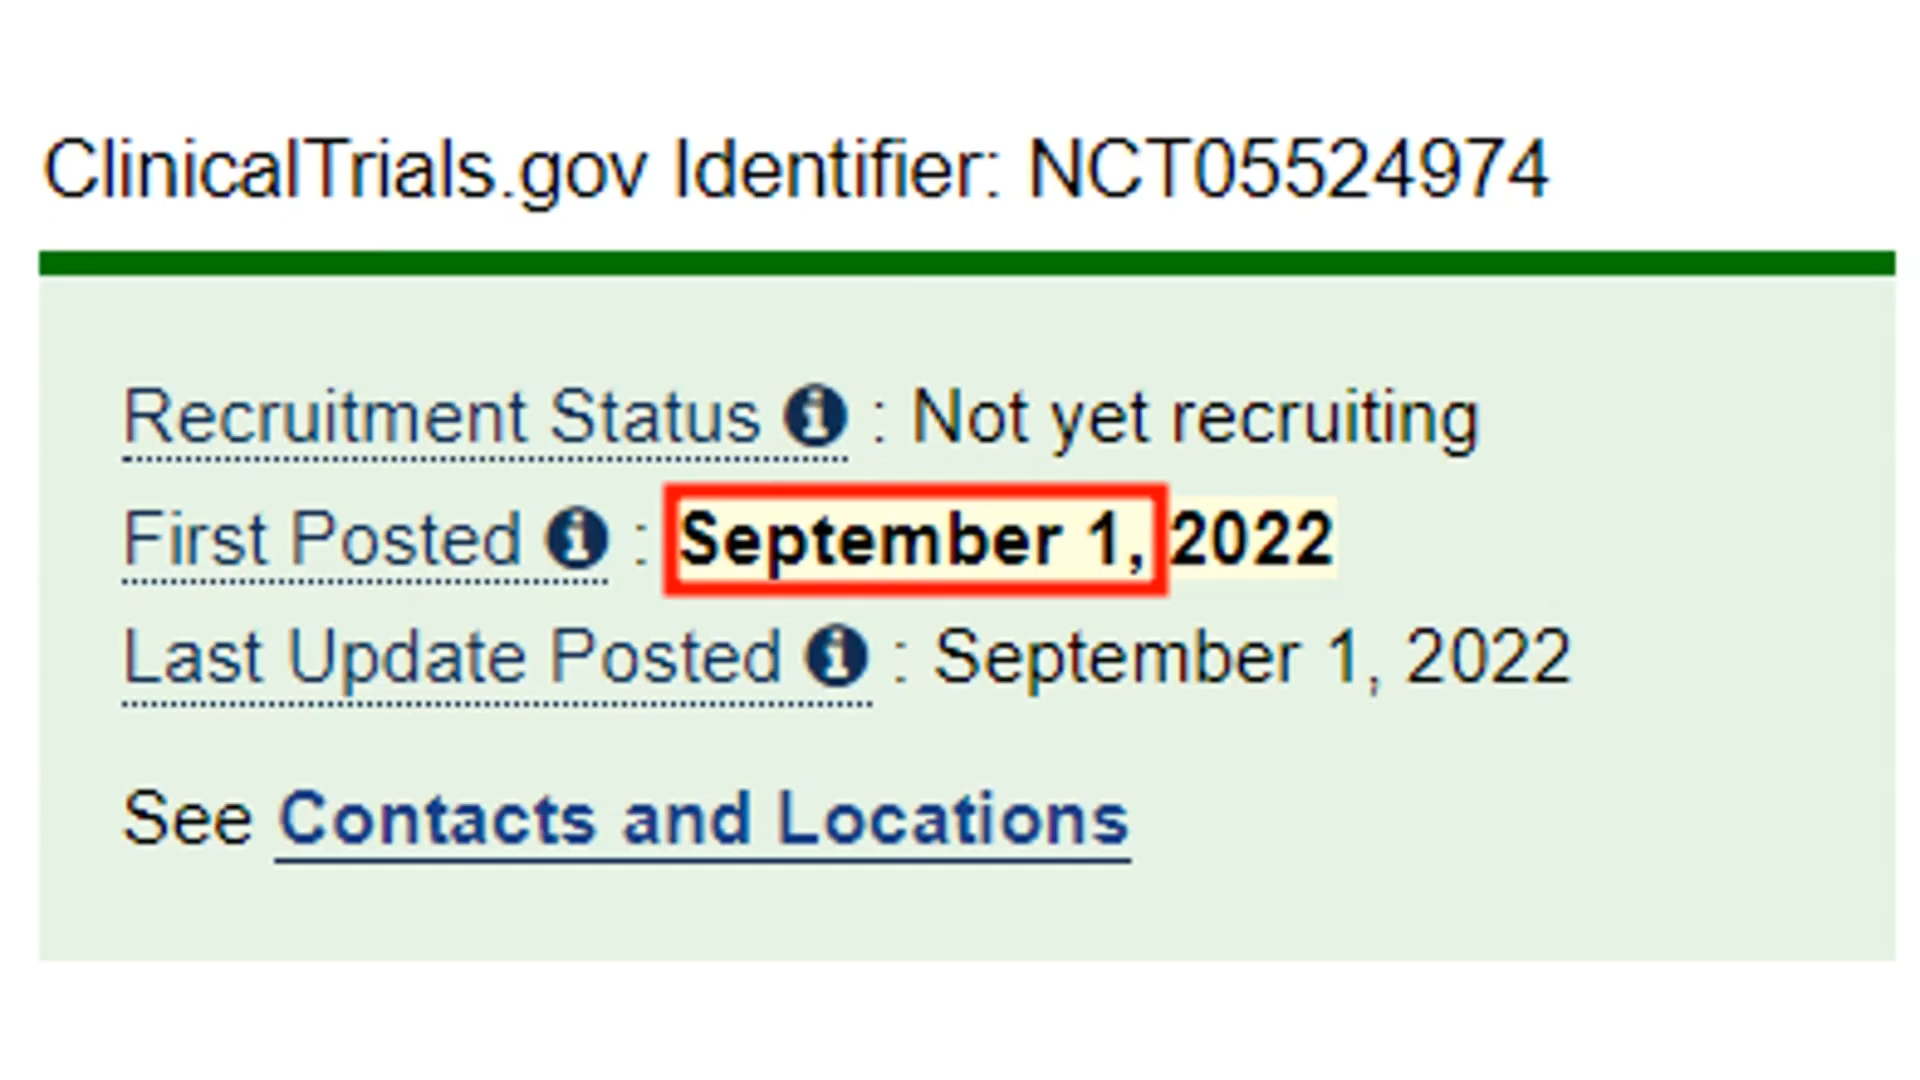 ClinicalTrials.gov Identifier: NCT05524974
Recruitment Status : Not yet recruiting
First Posted : September 1, 2022
Last Update Posted : September 1, 2022
See Contacts and Locations